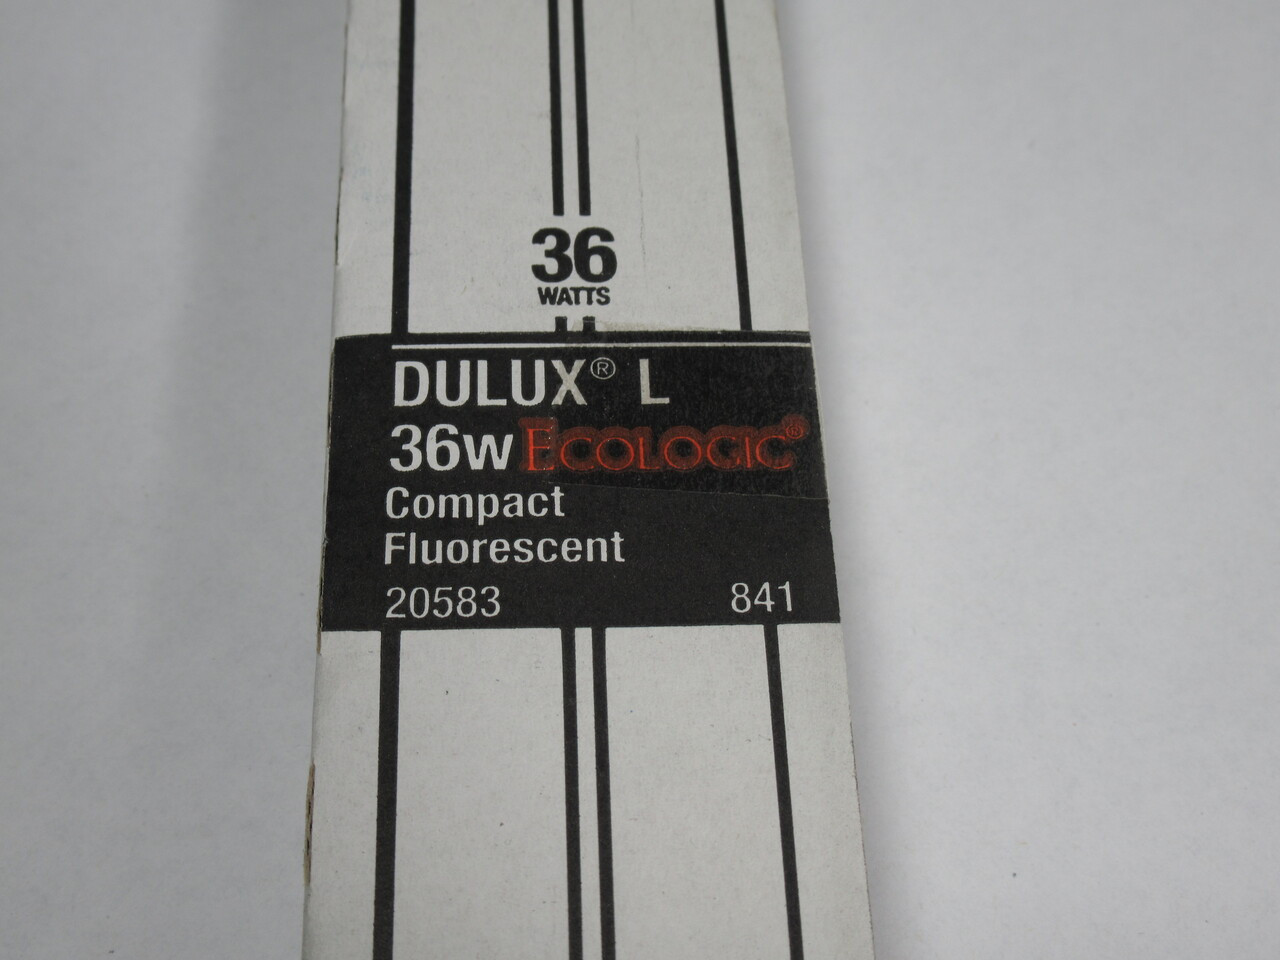 36
WATTS
DULUX® L
36w ECOLOGIC®
Compact
Fluorescent
20583 841